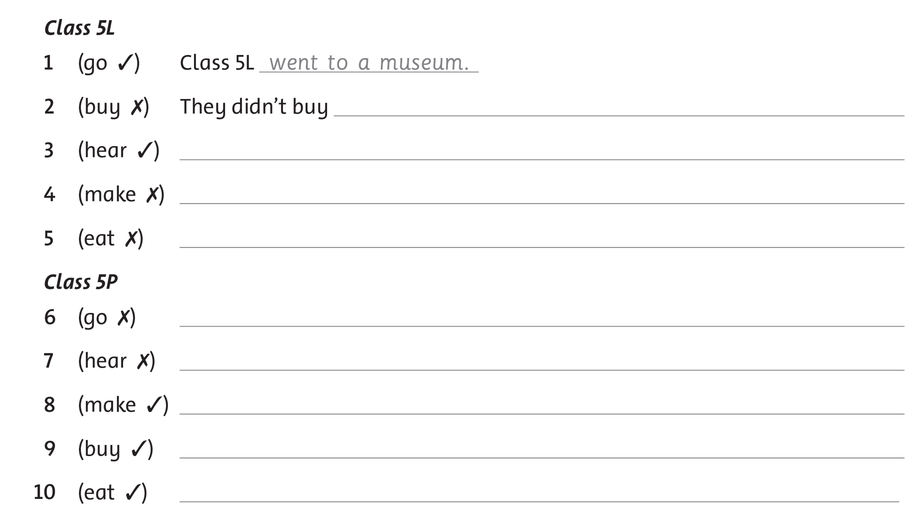 Class 5L
1 (go ✓) Class 5L went to a museum.
2 (buy ✗) They didn't buy
3 (hear ✓)
4 (make ✗)
5 (eat ✗)
Class 5P
6 (go ✗)
7 (hear ✗)
8 (make ✓)
9 (buy ✓)
10 (eat ✓)